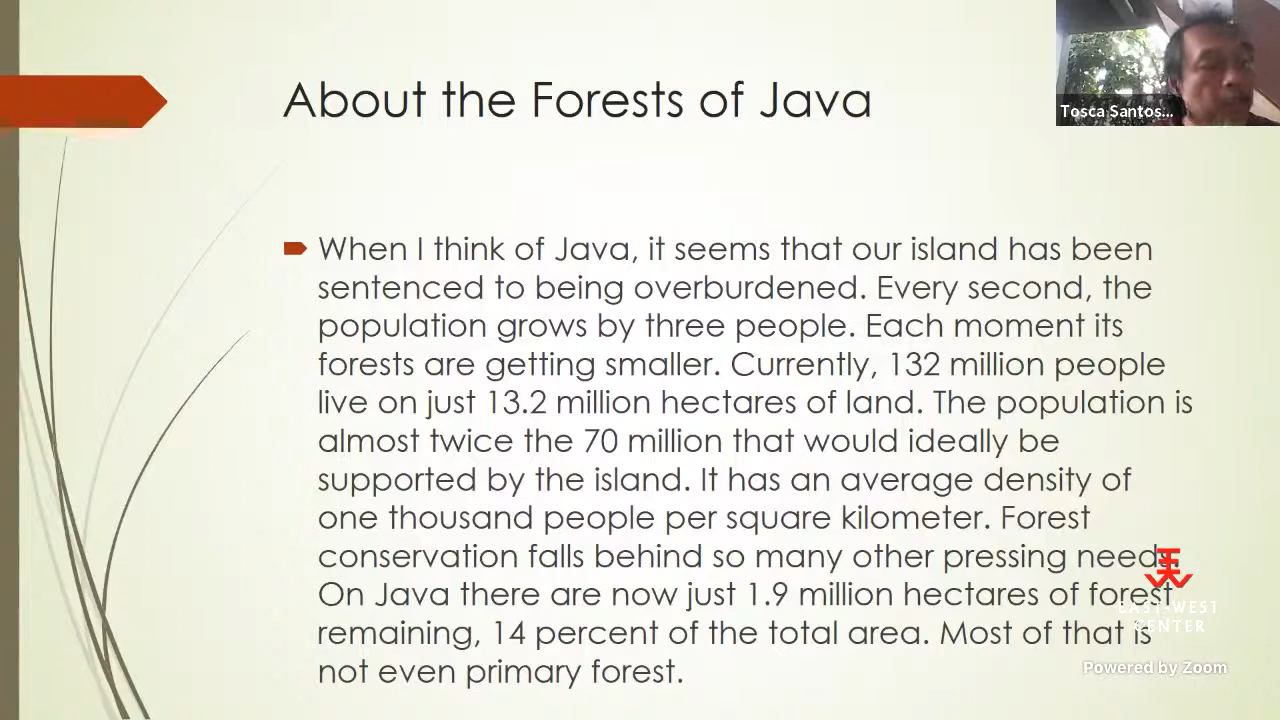 About the Forests of Java
Tosca Santos...
When I think of Java, it seems that our island has been
sentenced to being overburdened. Every second, the
population grows by three people. Each moment its
forests are getting smaller. Currently, 132 million people
live on just 13.2 million hectares of land. The population is
almost twice the 70 million that would ideally be
supported by the island. It has an average density of
one thousand people per square kilometer. Forest
conservation falls behind so many other pressing needs.
On Java there are now just 1.9 million hectares of forest
remaining, 14 percent of the total area. Most of that is
not even primary forest.
EAST-WEST
CENTER
Powered by Zoom